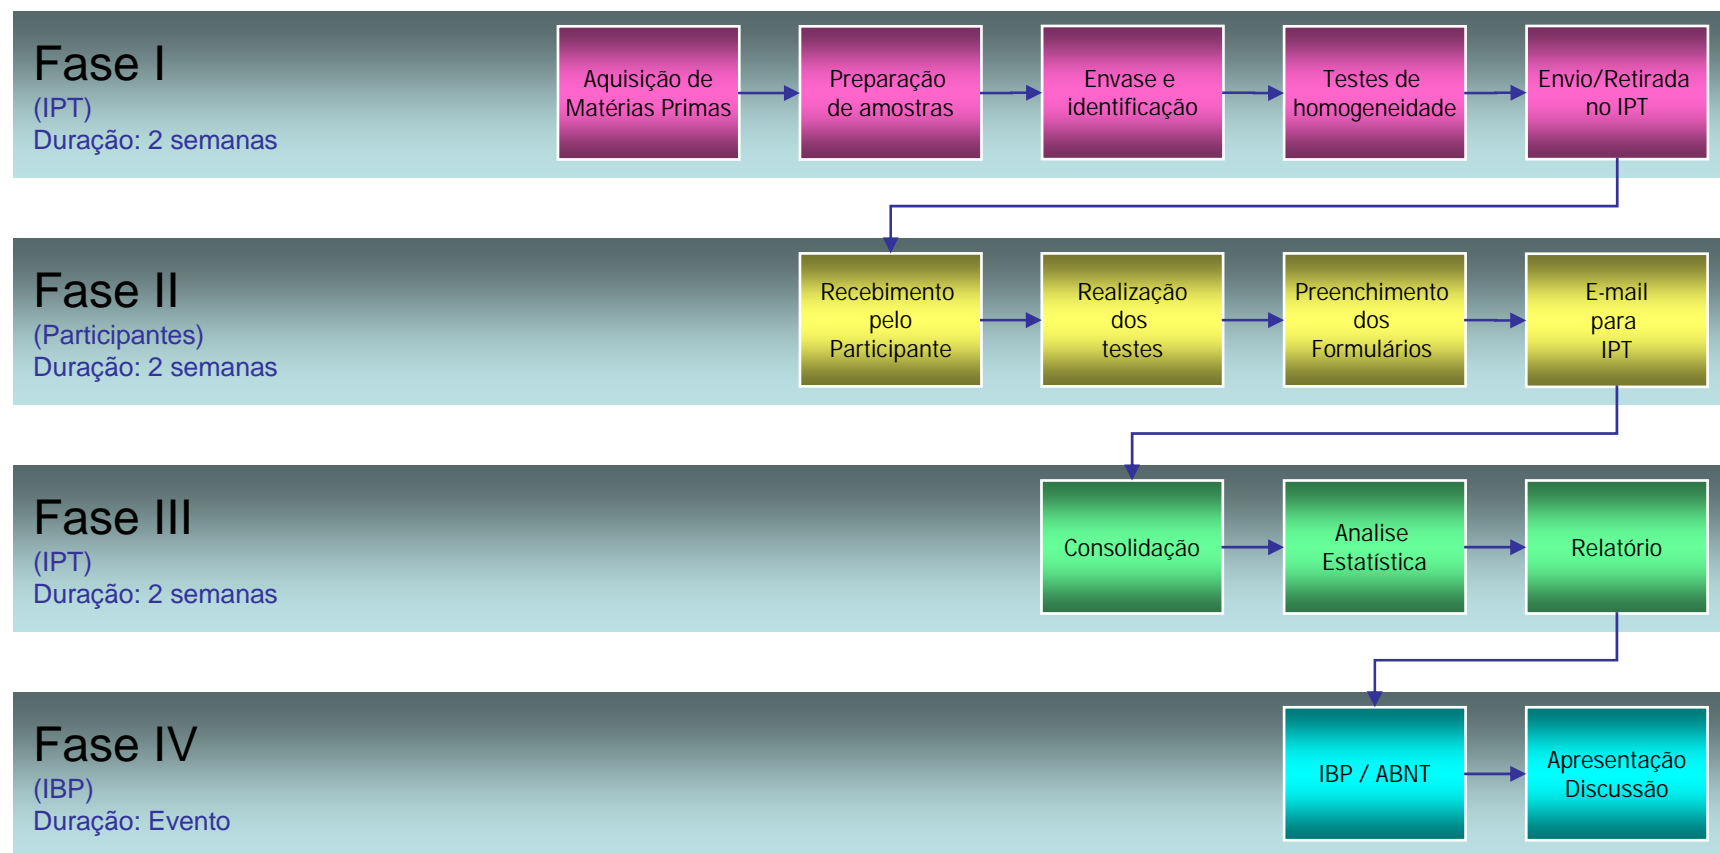 Fase I
(IPT)
Duração: 2 semanas
Aquisição de
Matérias Primas
Preparação
de amostras
Envase e
identificação
Testes de
homogeneidade
Envio/Retirada
no IPT
Fase II
(Participantes)
Duração: 2 semanas
Recebimento
pelo
Participante
Realização
dos
testes
Preenchimento
dos
Formulários
E-mail
para
IPT
Fase III
(IPT)
Duração: 2 semanas
Consolidação
Analise
Estatística
Relatório
Fase IV
(IBP)
Duração: Evento
IBP / ABNT
Apresentação
Discussão